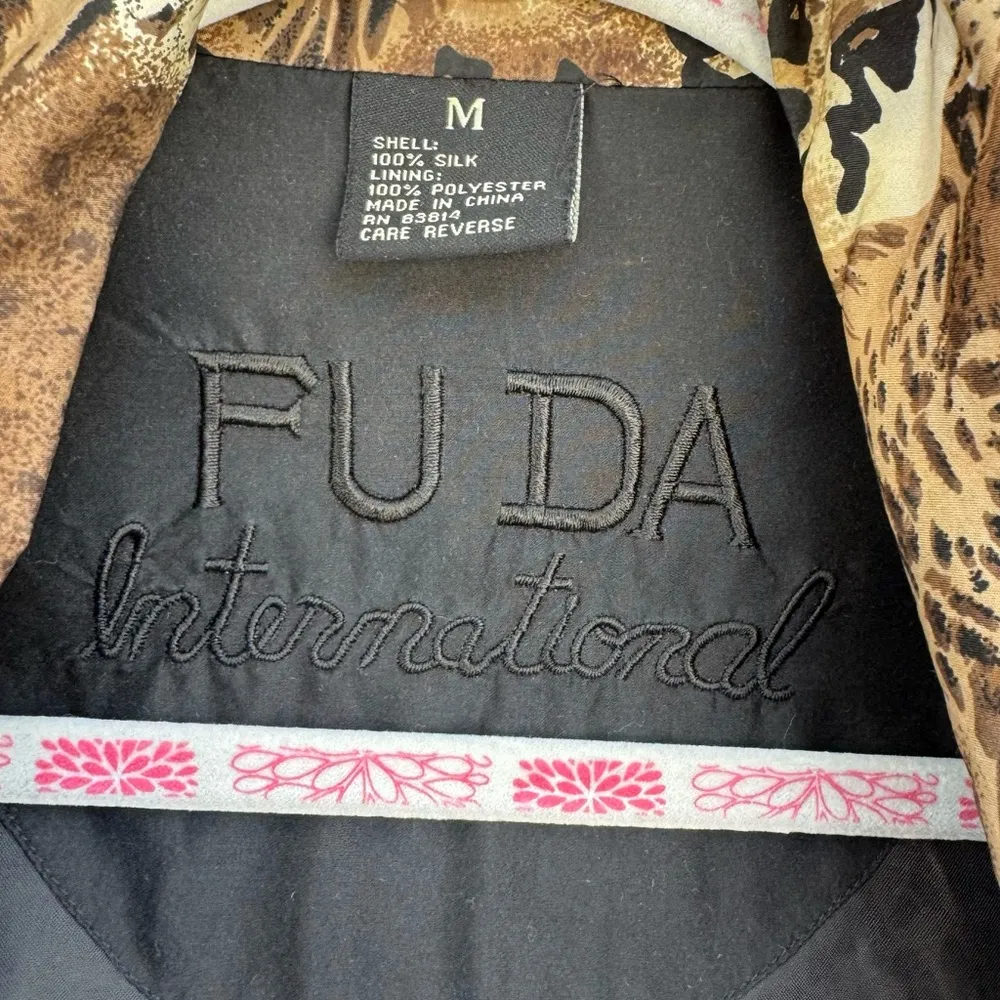 M
SHELL:
100% SILK
LINING:
100% POLYESTER
MADE IN CHINA
RN 83814
CARE REVERSE
FU DA
International